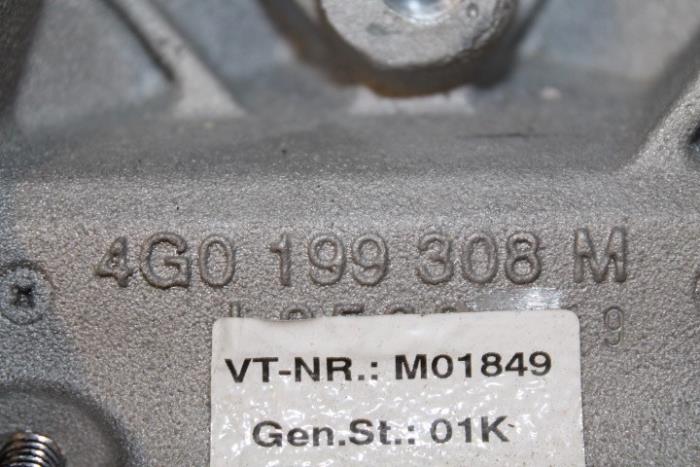 4G0 199 308 M
VT-NR.: M01849
Gen.St.: 01K